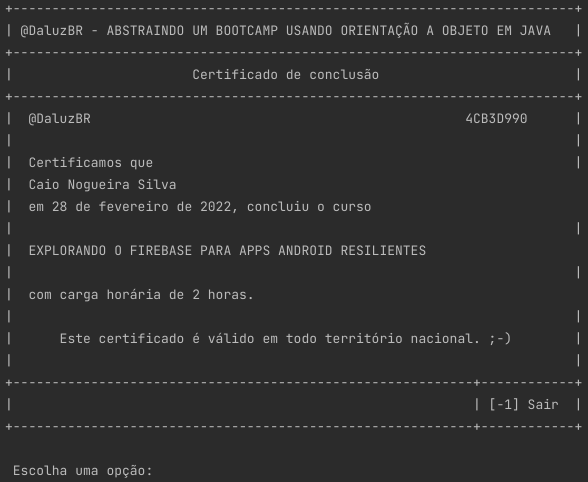 @DaluzBR - ABSTRAINDO UM BOOTCAMP USANDO ORIENTAÇÃO A OBJETO EM JAVA
Certificado de conclusão
@DaluzBR 4CB3D990
Certificamos que
Caio Nogueira Silva
em 28 de fevereiro de 2022, concluiu o curso
EXPLORANDO O FIREBASE PARA APPS ANDROID RESILIENTES
com carga horária de 2 horas.
Este certificado é válido em todo território nacional. ;-)
[-1] Sair
Escolha uma opção: